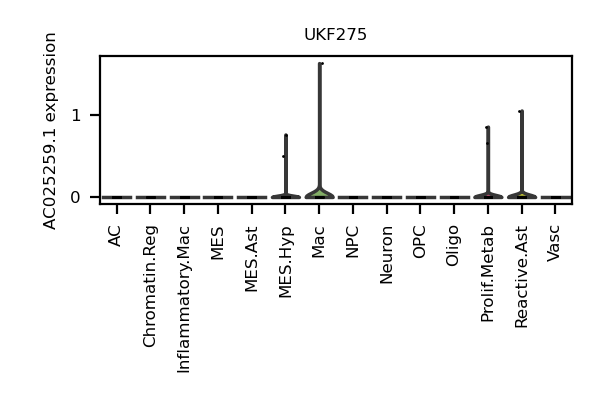 UKF275
AC025259.1 expression
1
0
AC
Chromatin.Reg
Inflammatory.Mac
MES
MES.Ast
MES.Hyp
Mac
NPC
Neuron
OPC
Oligo
Prolif.Metab
Reactive.Ast
Vasc